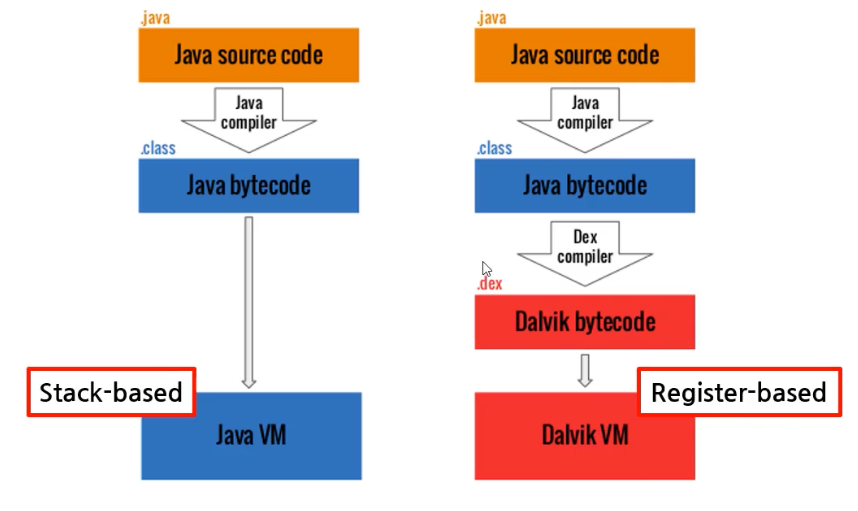 .java
Java source code
Java
compiler
.class
Java bytecode
Stack-based
Java VM
.java
Java source code
Java
compiler
.class
Java bytecode
Dex
compiler
.dex
Dalvik bytecode
Register-based
Dalvik VM